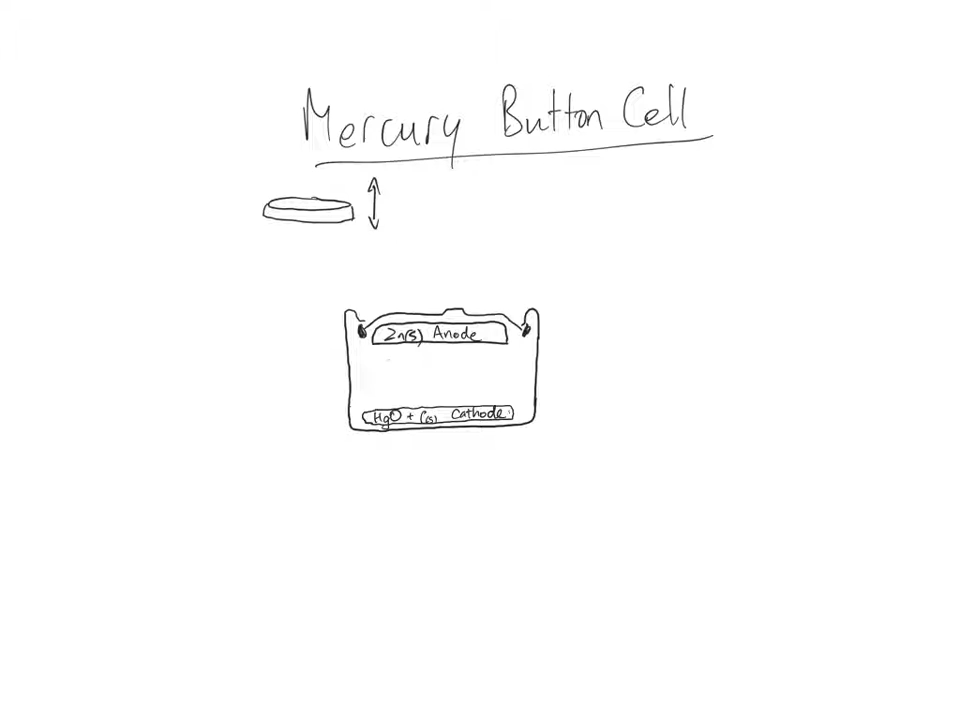 Mercury Button Cell
Zn(s) Anode
HgO + C(s) Cathode